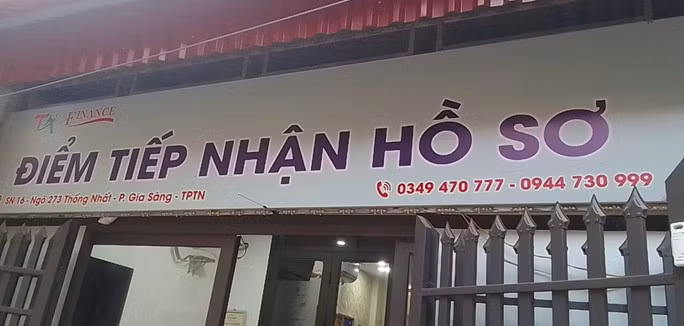 TA FINANCE
ĐIỂM TIẾP NHẬN HỒ SƠ
SN 16 - Ngõ 273 Thống Nhất - P. Gia Sàng - TPTN
0349 470 777 - 0944 730 999